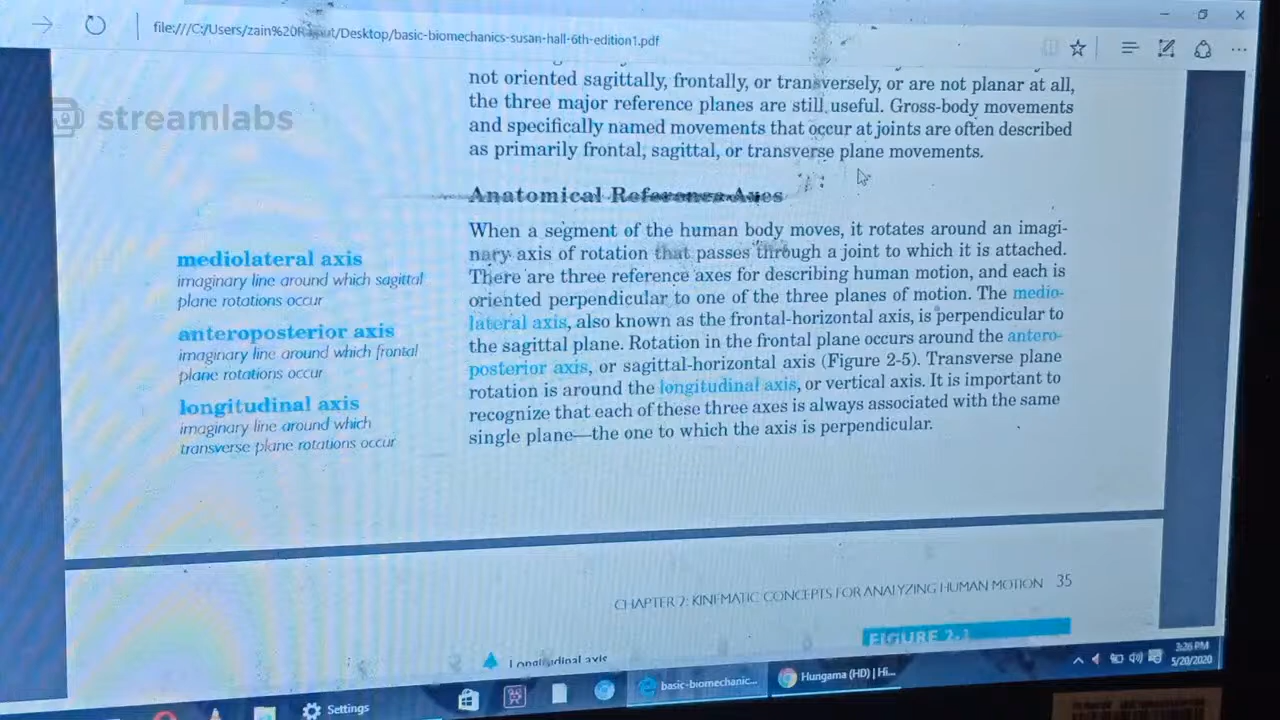 file:///C:/Users/zain%20Rajput/Desktop/basic-biomechanics-susan-hall-6th-edition1.pdf
streamlabs
not oriented sagittally, frontally, or transversely, or are not planar at all,
the three major reference planes are still useful. Gross-body movements
and specifically named movements that occur at joints are often described
as primarily frontal, sagittal, or transverse plane movements.
Anatomical Reference Axes
When a segment of the human body moves, it rotates around an imagi-
nary axis of rotation that passes through a joint to which it is attached.
There are three reference axes for describing human motion, and each is
oriented perpendicular to one of the three planes of motion. The medio-
lateral axis, also known as the frontal-horizontal axis, is perpendicular to
the sagittal plane. Rotation in the frontal plane occurs around the antero-
posterior axis, or sagittal-horizontal axis (Figure 2-5). Transverse plane
rotation is around the longitudinal axis, or vertical axis. It is important to
recognize that each of these three axes is always associated with the same
single plane—the one to which the axis is perpendicular.
mediolateral axis
imaginary line around which sagittal
plane rotations occur
anteroposterior axis
imaginary line around which frontal
plane rotations occur
longitudinal axis
imaginary line around which
transverse plane rotations occur
CHAPTER 2: KINEMATIC CONCEPTS FOR ANALYZING HUMAN MOTION 35
FIGURE 2-1
Longitudinal axis
Settings
basic-biomechanic...
Hungama (HD) | Hi...
3:26 PM
5/20/2020